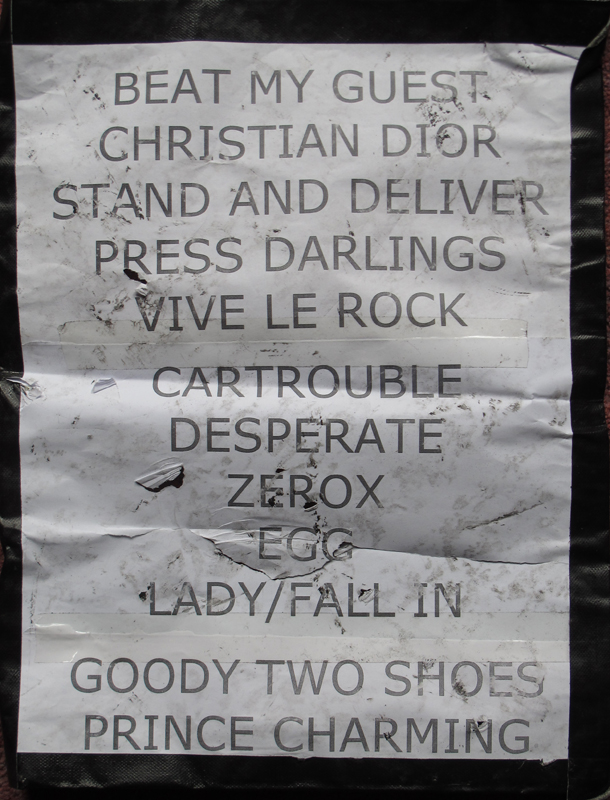 BEAT MY GUEST
CHRISTIAN DIOR
STAND AND DELIVER
PRESS DARLINGS
VIVE LE ROCK
CARTROUBLE
DESPERATE
ZEROX
EGG
LADY/FALL IN
GOODY TWO SHOES
PRINCE CHARMING